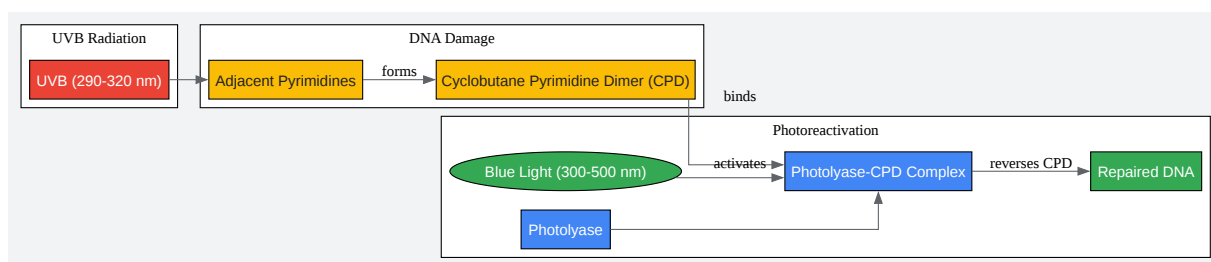 UVB Radiation
DNA Damage
UVB (290-320 nm)
Adjacent Pyrimidines
forms
Cyclobutane Pyrimidine Dimer (CPD)
binds
Photoreactivation
Blue Light (300-500 nm)
activates
Photolyase-CPD Complex
reverses CPD
Repaired DNA
Photolyase